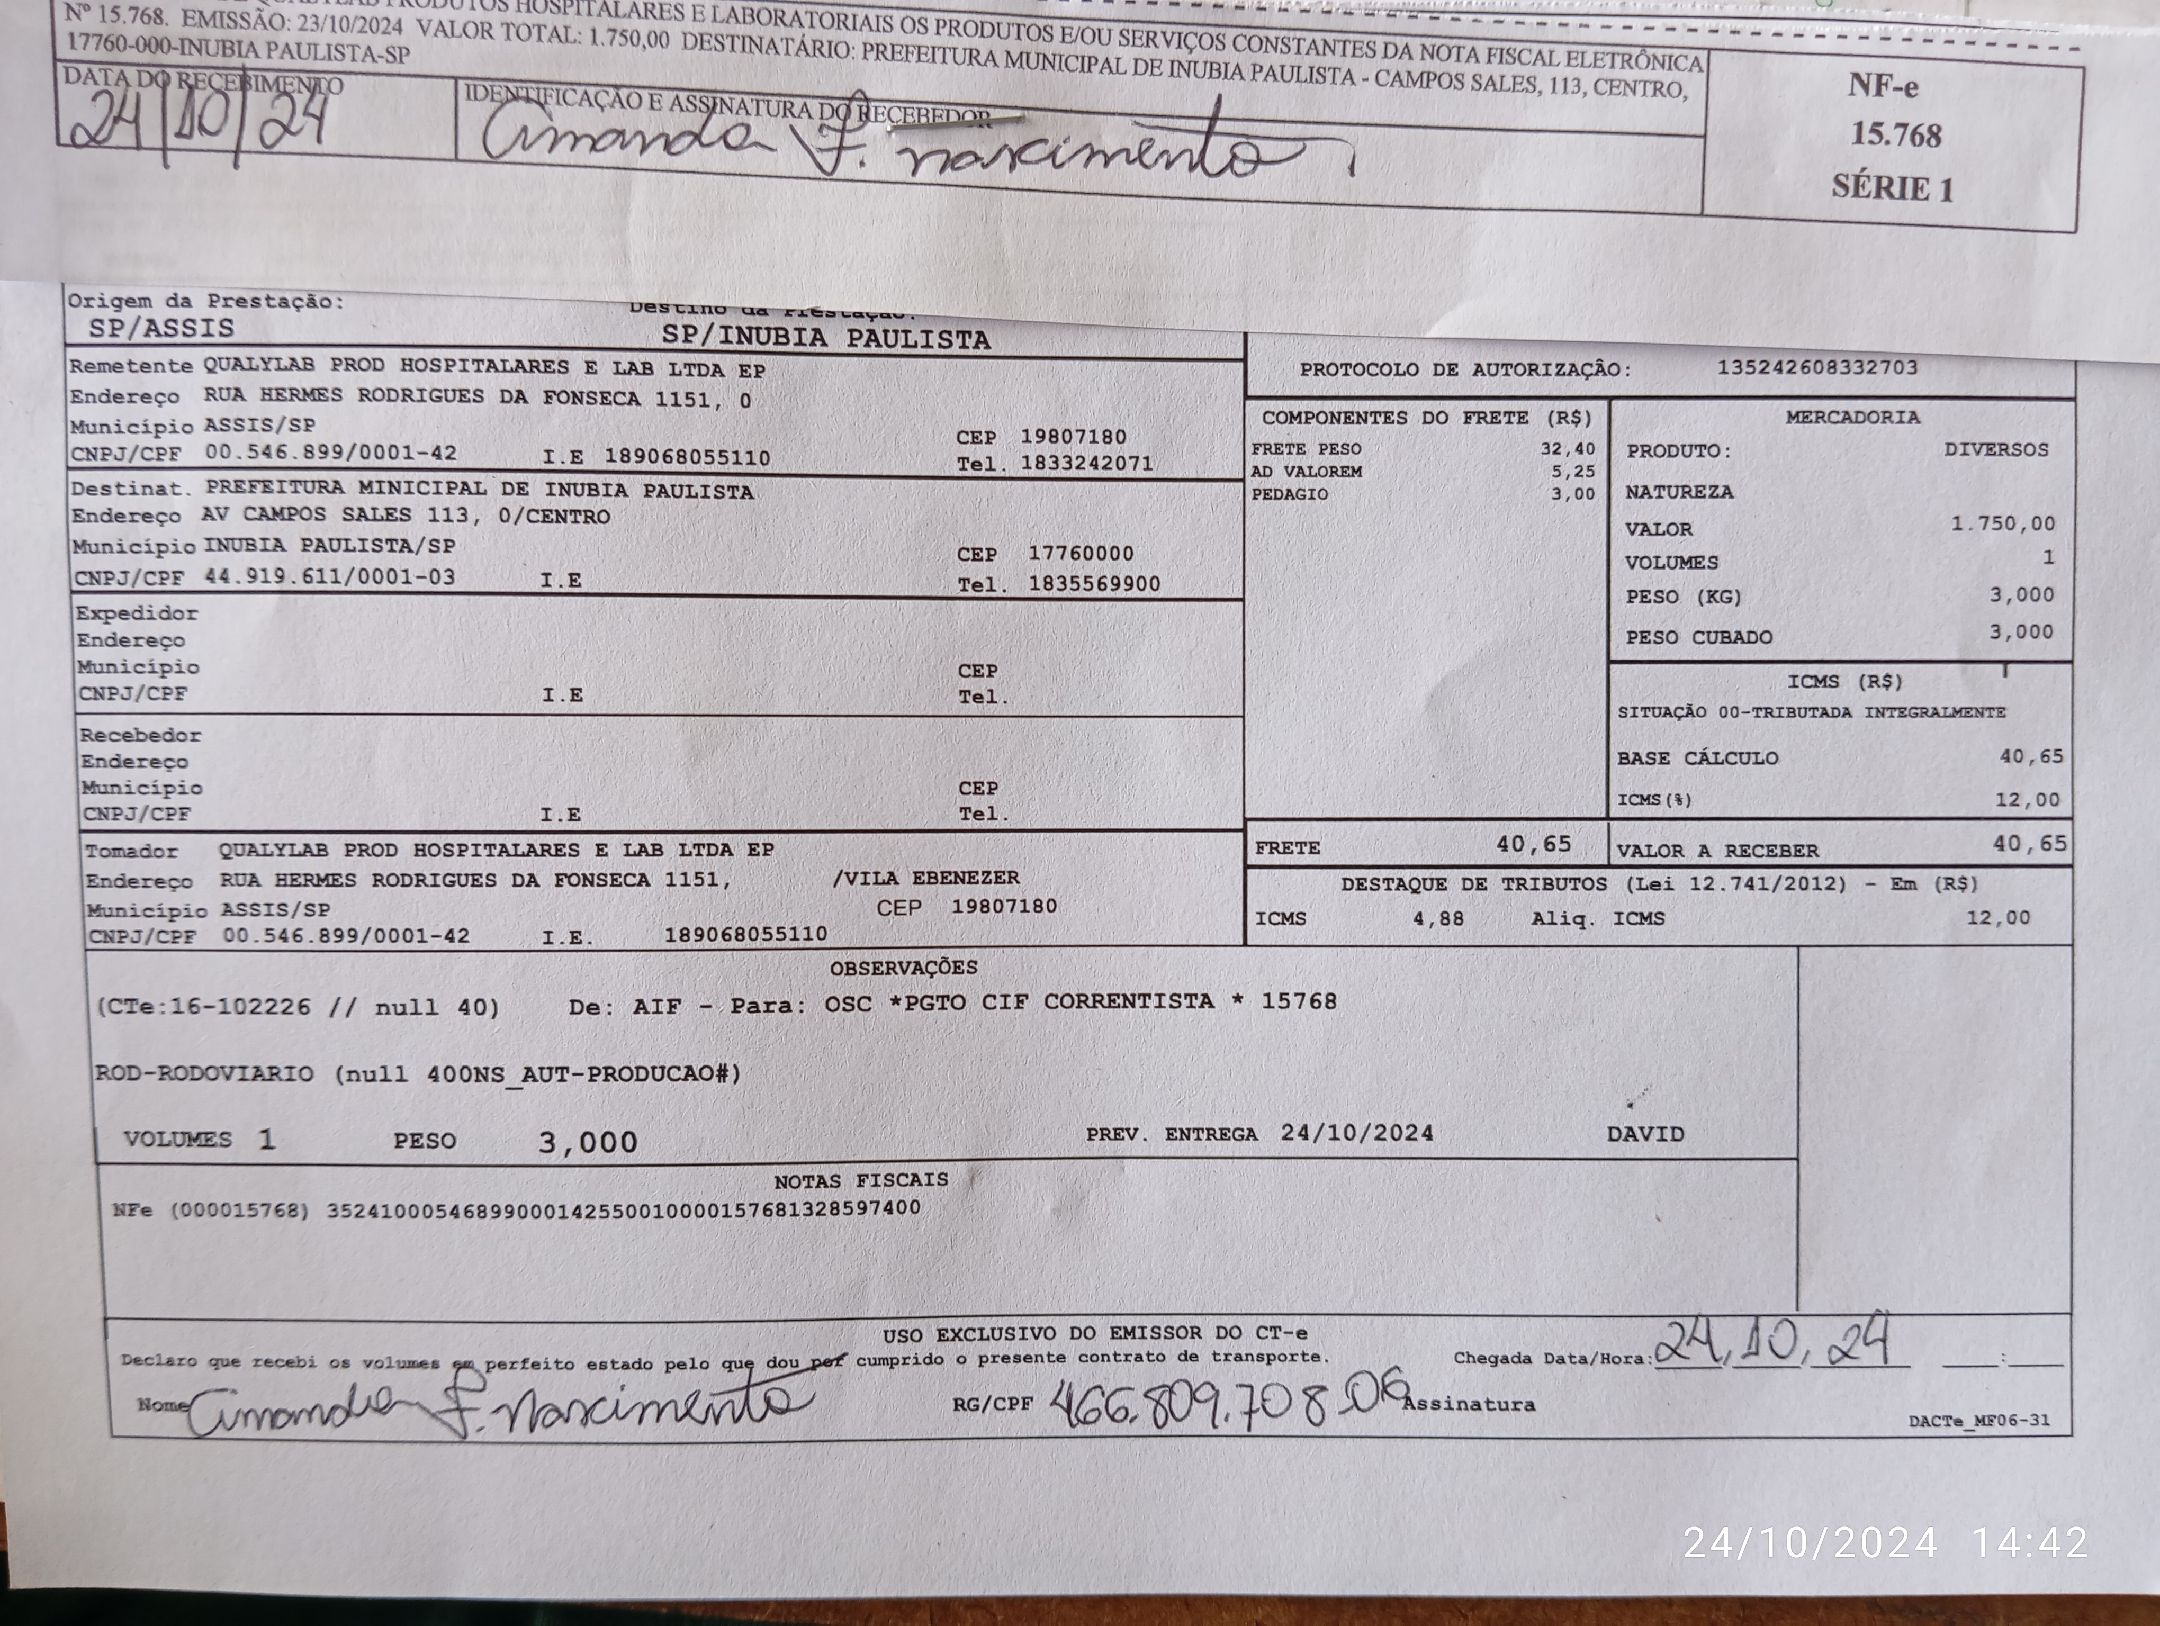 PRODUTOS HOSPITALARES E LABORATORIAIS OS PRODUTOS E/OU SERVIÇOS CONSTANTES DA NOTA FISCAL ELETRÔNICA
Nº 15.768. EMISSÃO: 23/10/2024 VALOR TOTAL: 1.750,00 DESTINATÁRIO: PREFEITURA MUNICIPAL DE INUBIA PAULISTA - CAMPOS SALES, 113, CENTRO,
17760-000-INUBIA PAULISTA-SP
DATA DO RECEBIMENTO
24/10/24
IDENTIFICAÇÃO E ASSINATURA DO RECEBEDOR
Amanda F. Nascimento
NF-e
15.768
SÉRIE 1
Origem da Prestação:
SP/ASSIS
Destino da Prestação:
SP/INUBIA PAULISTA
Remetente QUALYLAB PROD HOSPITALARES E LAB LTDA EP
Endereço RUA HERMES RODRIGUES DA FONSECA 1151, 0
Município ASSIS/SP
CEP 19807180
CNPJ/CPF 00.546.899/0001-42 I.E 189068055110
Tel. 1833242071
Destinat. PREFEITURA MINICIPAL DE INUBIA PAULISTA
Endereço AV CAMPOS SALES 113, 0/CENTRO
Município INUBIA PAULISTA/SP
CEP 17760000
CNPJ/CPF 44.919.611/0001-03 I.E
Tel. 1835569900
Expedidor
Endereço
Município
CEP
CNPJ/CPF I.E
Tel.
Recebedor
Endereço
Município
CEP
CNPJ/CPF I.E
Tel.
Tomador QUALYLAB PROD HOSPITALARES E LAB LTDA EP
Endereço RUA HERMES RODRIGUES DA FONSECA 1151, /VILA EBENEZER
Município ASSIS/SP
CEP 19807180
CNPJ/CPF 00.546.899/0001-42 I.E. 189068055110
PROTOCOLO DE AUTORIZAÇÃO: 135242608332703
COMPONENTES DO FRETE (R$)
FRETE PESO 32,40
AD VALOREM 5,25
PEDAGIO 3,00
MERCADORIA
PRODUTO: DIVERSOS
NATUREZA
VALOR 1.750,00
VOLUMES 1
PESO (KG) 3,000
PESO CUBADO 3,000
ICMS (R$)
SITUAÇÃO 00-TRIBUTADA INTEGRALMENTE
BASE CÁLCULO 40,65
ICMS(%) 12,00
FRETE 40,65
VALOR A RECEBER 40,65
DESTAQUE DE TRIBUTOS (Lei 12.741/2012) - Em (R$)
ICMS 4,88 Aliq. ICMS 12,00
OBSERVAÇÕES
(CTe:16-102226 // null 40) De: AIF - Para: OSC *PGTO CIF CORRENTISTA * 15768
ROD-RODOVIARIO (null 400NS_AUT-PRODUCAO#)
VOLUMES 1 PESO 3,000 PREV. ENTREGA 24/10/2024 DAVID
NOTAS FISCAIS
NFe (000015768) 35241000546899000142550010000157681328597400
USO EXCLUSIVO DO EMISSOR DO CT-e
Declaro que recebi os volumes em perfeito estado pelo que dou por cumprido o presente contrato de transporte.
Chegada Data/Hora: 24,10,24 ____:____
Nome Amanda F. Nascimento RG/CPF 466.809.708.06 Assinatura
DACTe_MF06-31
24/10/2024 14:42